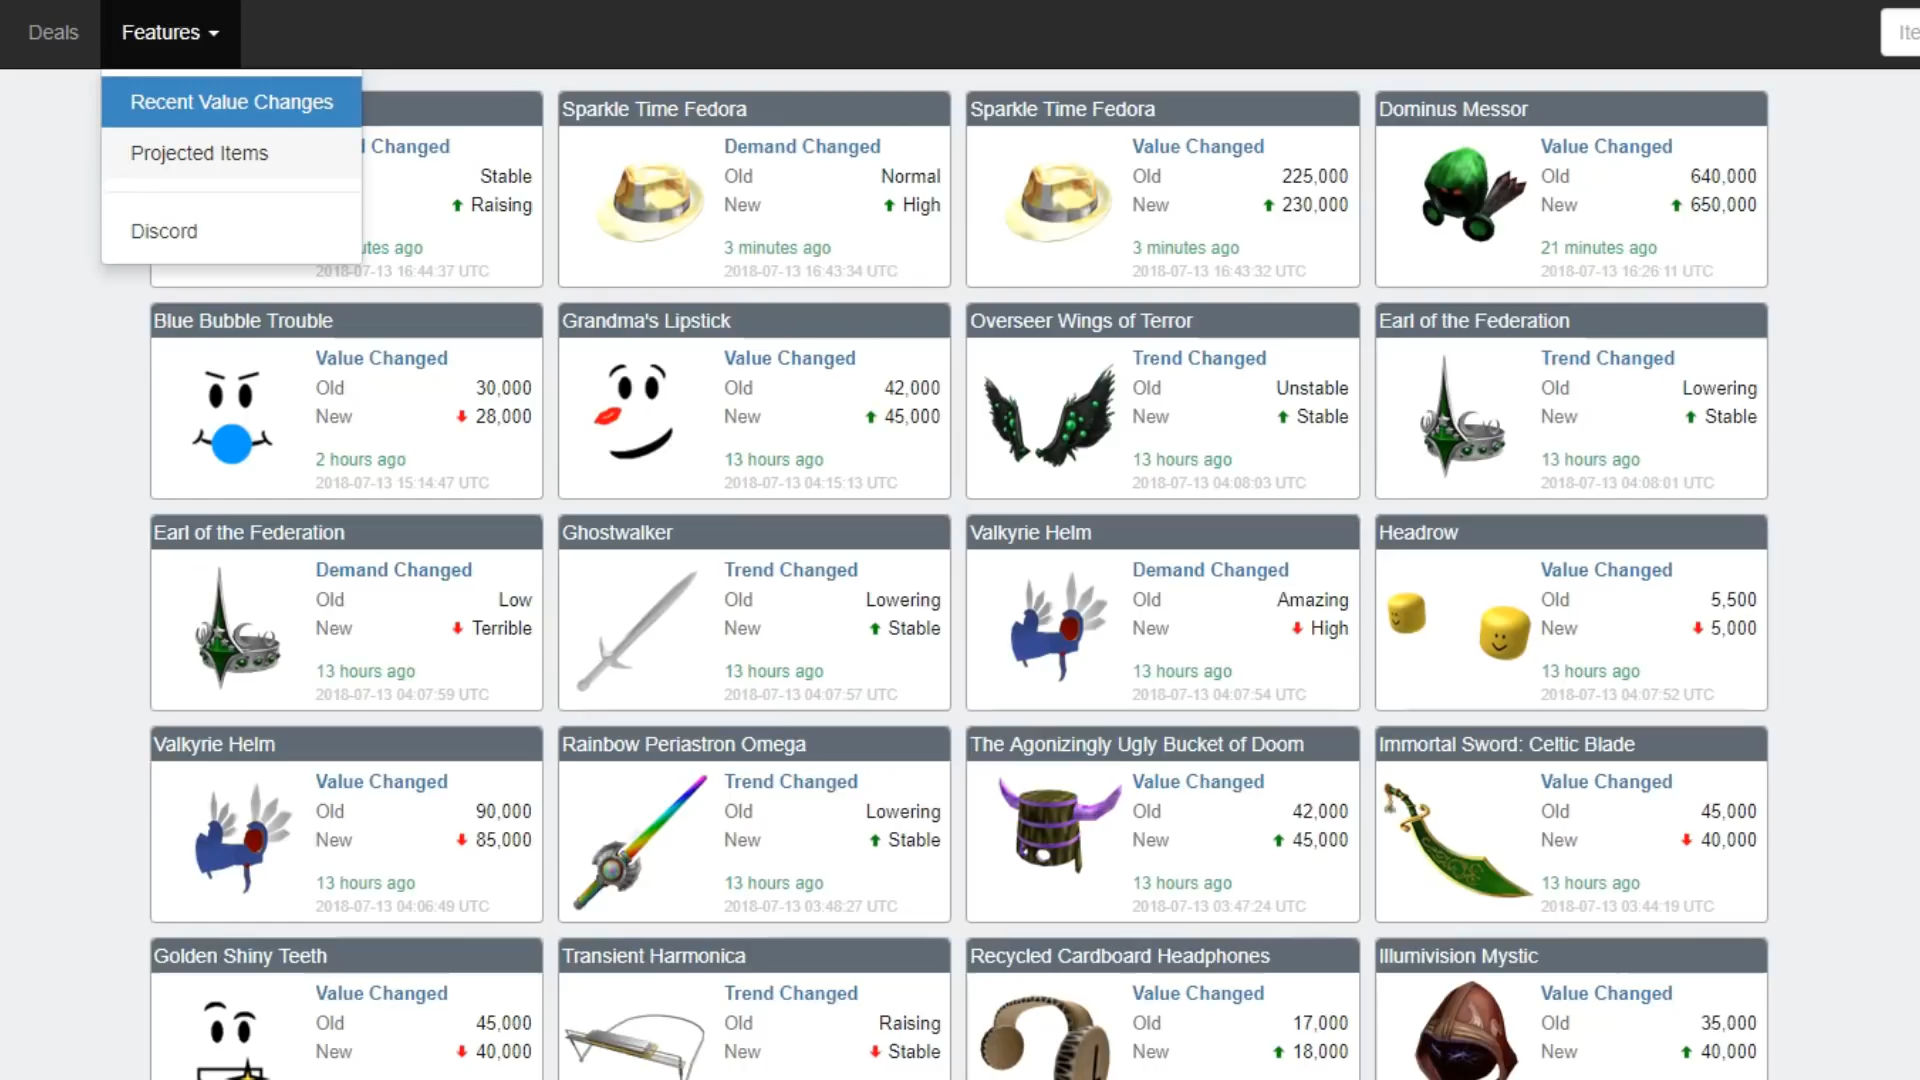 Deals
Features
Recent Value Changes
Projected Items
Discord
Changed
Stable
Raising
ago
2018-07-13 16:44:37 UTC
Sparkle Time Fedora
Demand Changed
Old Normal
New High
3 minutes ago
2018-07-13 16:43:34 UTC
Sparkle Time Fedora
Value Changed
Old 225,000
New 230,000
3 minutes ago
2018-07-13 16:43:32 UTC
Dominus Messor
Value Changed
Old 640,000
New 650,000
21 minutes ago
2018-07-13 16:26:11 UTC
Blue Bubble Trouble
Value Changed
Old 30,000
New 28,000
2 hours ago
2018-07-13 15:14:47 UTC
Grandma's Lipstick
Value Changed
Old 42,000
New 45,000
13 hours ago
2018-07-13 04:15:13 UTC
Overseer Wings of Terror
Trend Changed
Old Unstable
New Stable
13 hours ago
2018-07-13 04:08:03 UTC
Earl of the Federation
Trend Changed
Old Lowering
New Stable
13 hours ago
2018-07-13 04:08:01 UTC
Earl of the Federation
Demand Changed
Old Low
New Terrible
13 hours ago
2018-07-13 04:07:59 UTC
Ghostwalker
Trend Changed
Old Lowering
New Stable
13 hours ago
2018-07-13 04:07:57 UTC
Valkyrie Helm
Demand Changed
Old Amazing
New High
13 hours ago
2018-07-13 04:07:54 UTC
Headrow
Value Changed
Old 5,500
New 5,000
13 hours ago
2018-07-13 04:07:52 UTC
Valkyrie Helm
Value Changed
Old 90,000
New 85,000
13 hours ago
2018-07-13 04:06:49 UTC
Rainbow Periastron Omega
Trend Changed
Old Lowering
New Stable
13 hours ago
2018-07-13 03:48:27 UTC
The Agonizingly Ugly Bucket of Doom
Value Changed
Old 42,000
New 45,000
13 hours ago
2018-07-13 03:47:24 UTC
Immortal Sword: Celtic Blade
Value Changed
Old 45,000
New 40,000
13 hours ago
2018-07-13 03:44:19 UTC
Golden Shiny Teeth
Value Changed
Old 45,000
New 40,000
Transient Harmonica
Trend Changed
Old Raising
New Stable
Recycled Cardboard Headphones
Value Changed
Old 17,000
New 18,000
Illumivision Mystic
Value Changed
Old 35,000
New 40,000